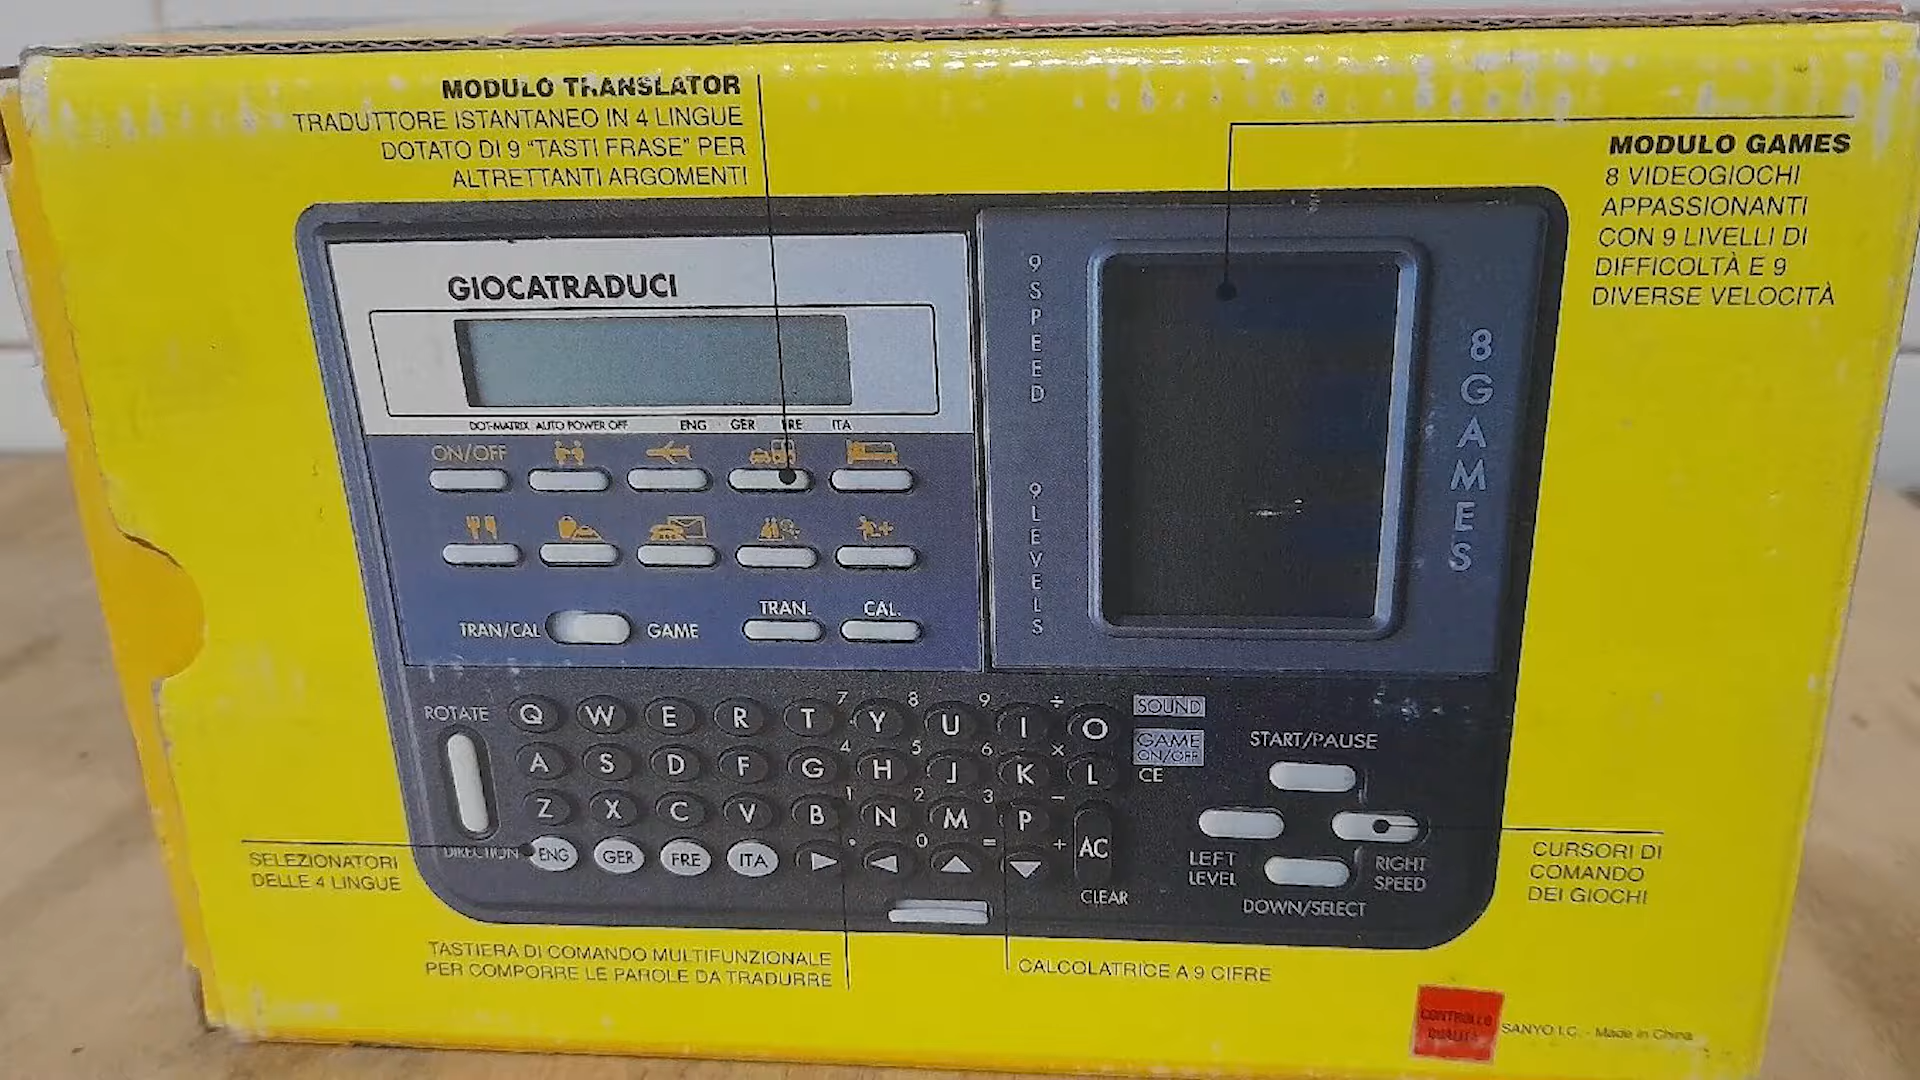 MODULO TRANSLATOR
TRADUTTORE ISTANTANEO IN 4 LINGUE
DOTATO DI 9 "TASTI FRASE" PER
ALTRETTANTI ARGOMENTI
MODULO GAMES
8 VIDEOGIOCHI
APPASSIONANTI
CON 9 LIVELLI DI
DIFFICOLTÀ E 9
DIVERSE VELOCITÀ
GIOCATRADUCI
DOT-MATRIX AUTO POWER OFF ENG GER FRE ITA
ON/OFF
TRAN/CAL GAME TRAN. CAL.
9 SPEED
9 LEVELS
8 GAMES
ROTATE
Q W E R T 7 Y 8 U 9 I ÷ O
A S D F G 4 H 5 J 6 K × L
Z X C V B 1 N 2 M 3 P −
DIRECTION ENG GER FRE ITA . 0 = +
AC
CLEAR
SOUND
GAME
ON/OFF
CE
START/PAUSE
LEFT
LEVEL
RIGHT
SPEED
DOWN/SELECT
SELEZIONATORI
DELLE 4 LINGUE
CURSORI DI
COMANDO
DEI GIOCHI
TASTIERA DI COMANDO MULTIFUNZIONALE
PER COMPORRE LE PAROLE DA TRADURRE
CALCOLATRICE A 9 CIFRE
CONTROLLO
QUALITÀ
SANYO I.C. - Made in China